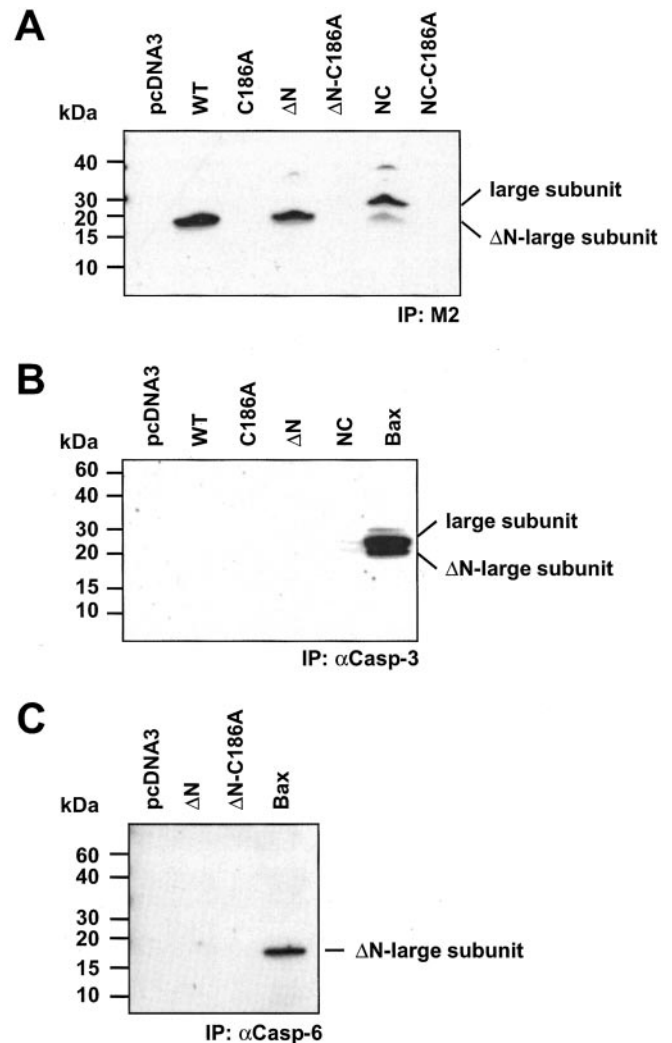 A
pcDNA3 WT C186A ΔN ΔN-C186A NC NC-C186A
kDa
40
30
20
15
10
large subunit
ΔN-large subunit
IP: M2
B
pcDNA3 WT C186A ΔN NC Bax
kDa
60
40
30
20
15
10
large subunit
ΔN-large subunit
IP: αCasp-3
C
pcDNA3 ΔN ΔN-C186A Bax
kDa
60
40
30
20
15
10
ΔN-large subunit
IP: αCasp-6